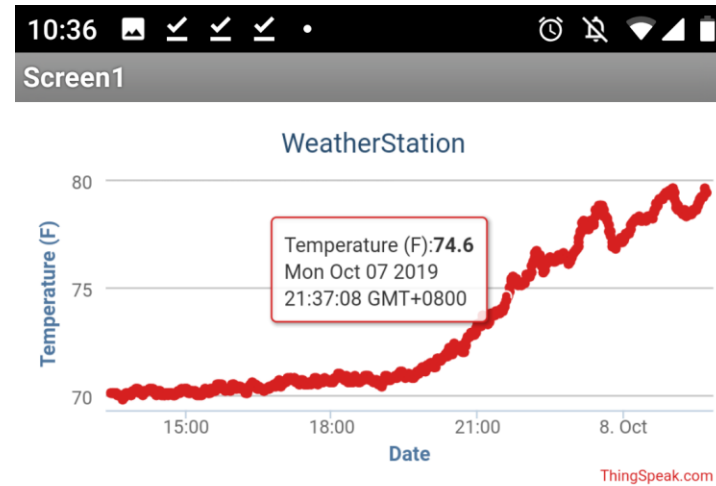 10:36
Screen1
WeatherStation
80
75
70
Temperature (F)
Temperature (F):74.6
Mon Oct 07 2019
21:37:08 GMT+0800
15:00
18:00
21:00
8. Oct
Date
ThingSpeak.com